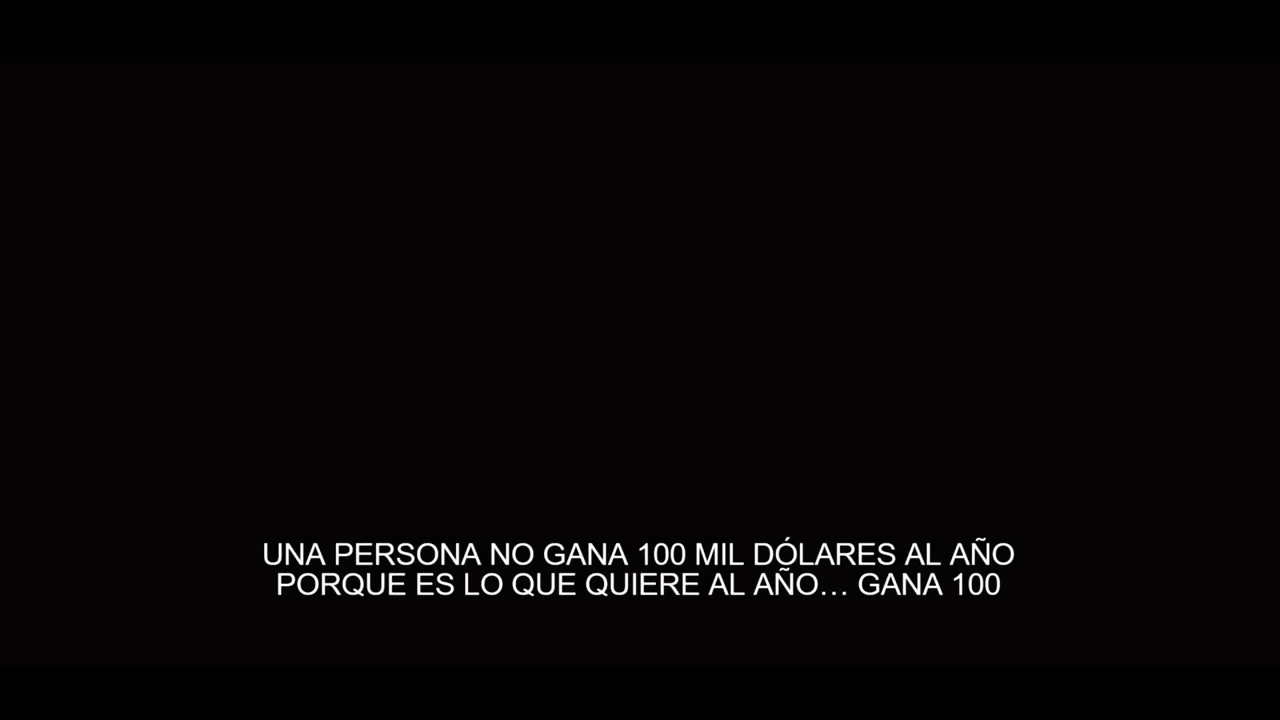 UNA PERSONA NO GANA 100 MIL DÓLARES AL AÑO
PORQUE ES LO QUE QUIERE AL AÑO… GANA 100